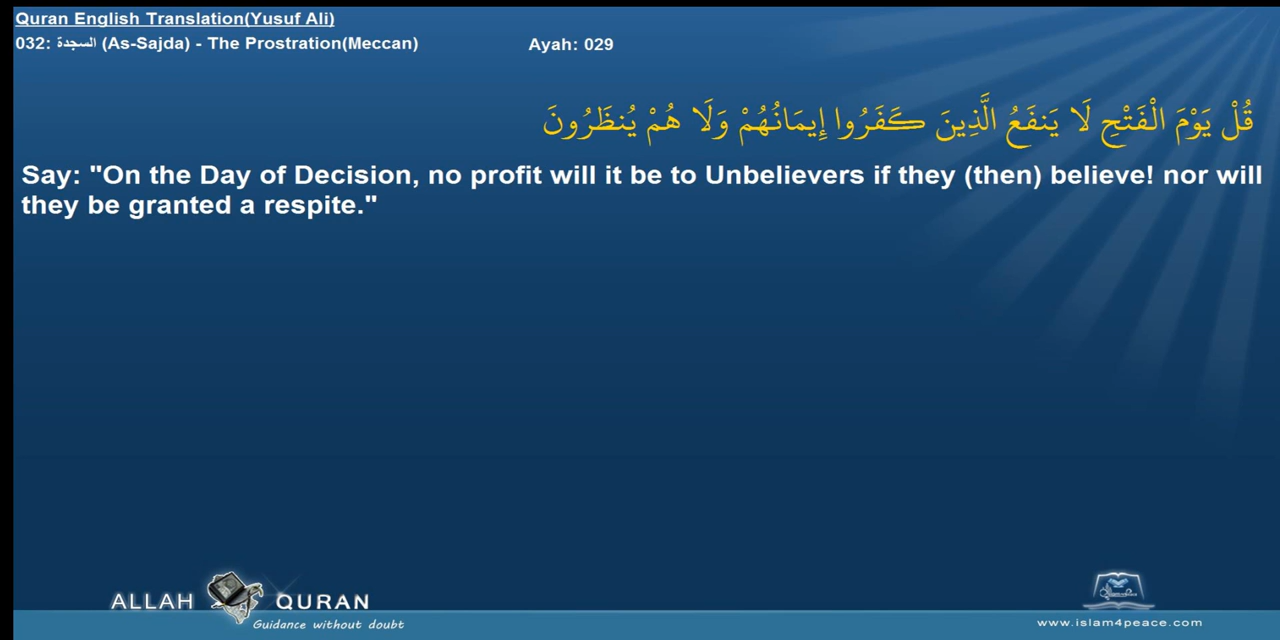 Quran English Translation(Yusuf Ali)
032: السجدة (As-Sajda) - The Prostration(Meccan) Ayah: 029
قُلْ يَوْمَ الْفَتْحِ لَا يَنفَعُ الَّذِينَ كَفَرُوا إِيمَانُهُمْ وَلَا هُمْ يُنظَرُونَ
Say: "On the Day of Decision, no profit will it be to Unbelievers if they (then) believe! nor will
they be granted a respite."
ALLAH QURAN
Guidance without doubt
www.islam4peace.com